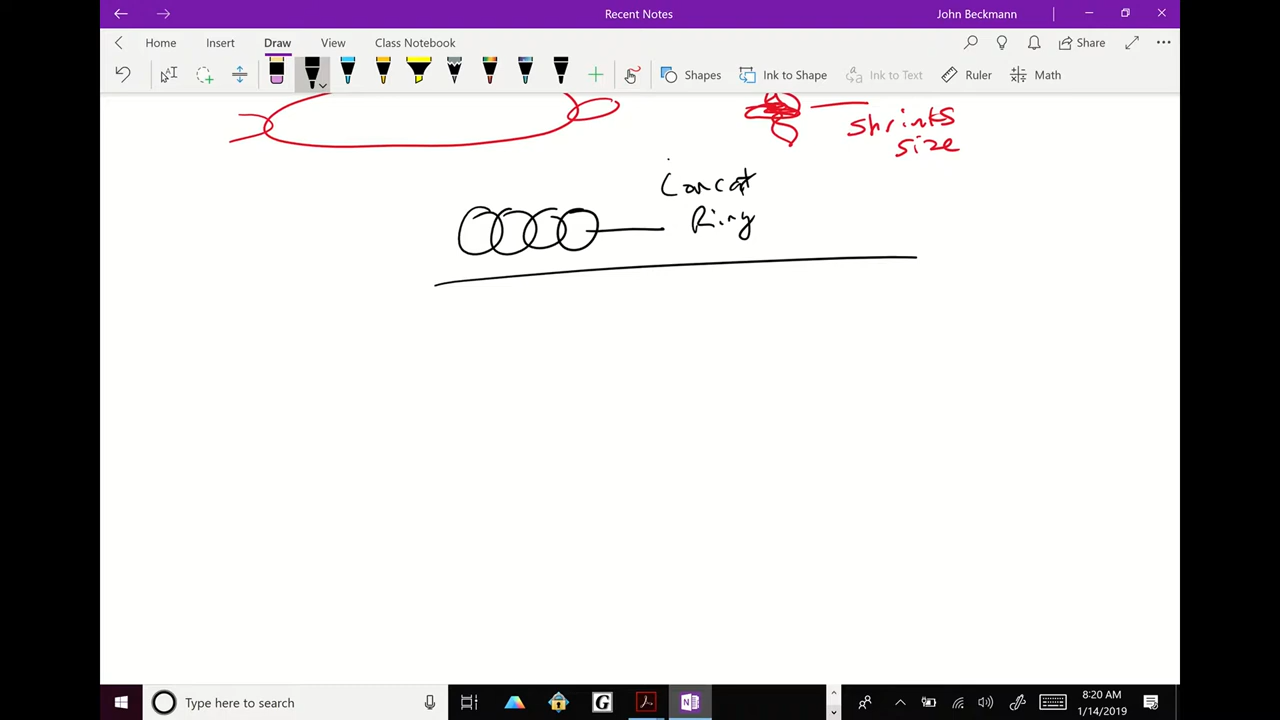 Recent Notes
John Beckmann
Home Insert Draw View Class Notebook
Share
Shapes Ink to Shape Ink to Text Ruler Math
shrinks
size
Concat
Ring
Type here to search
8:20 AM
1/14/2019